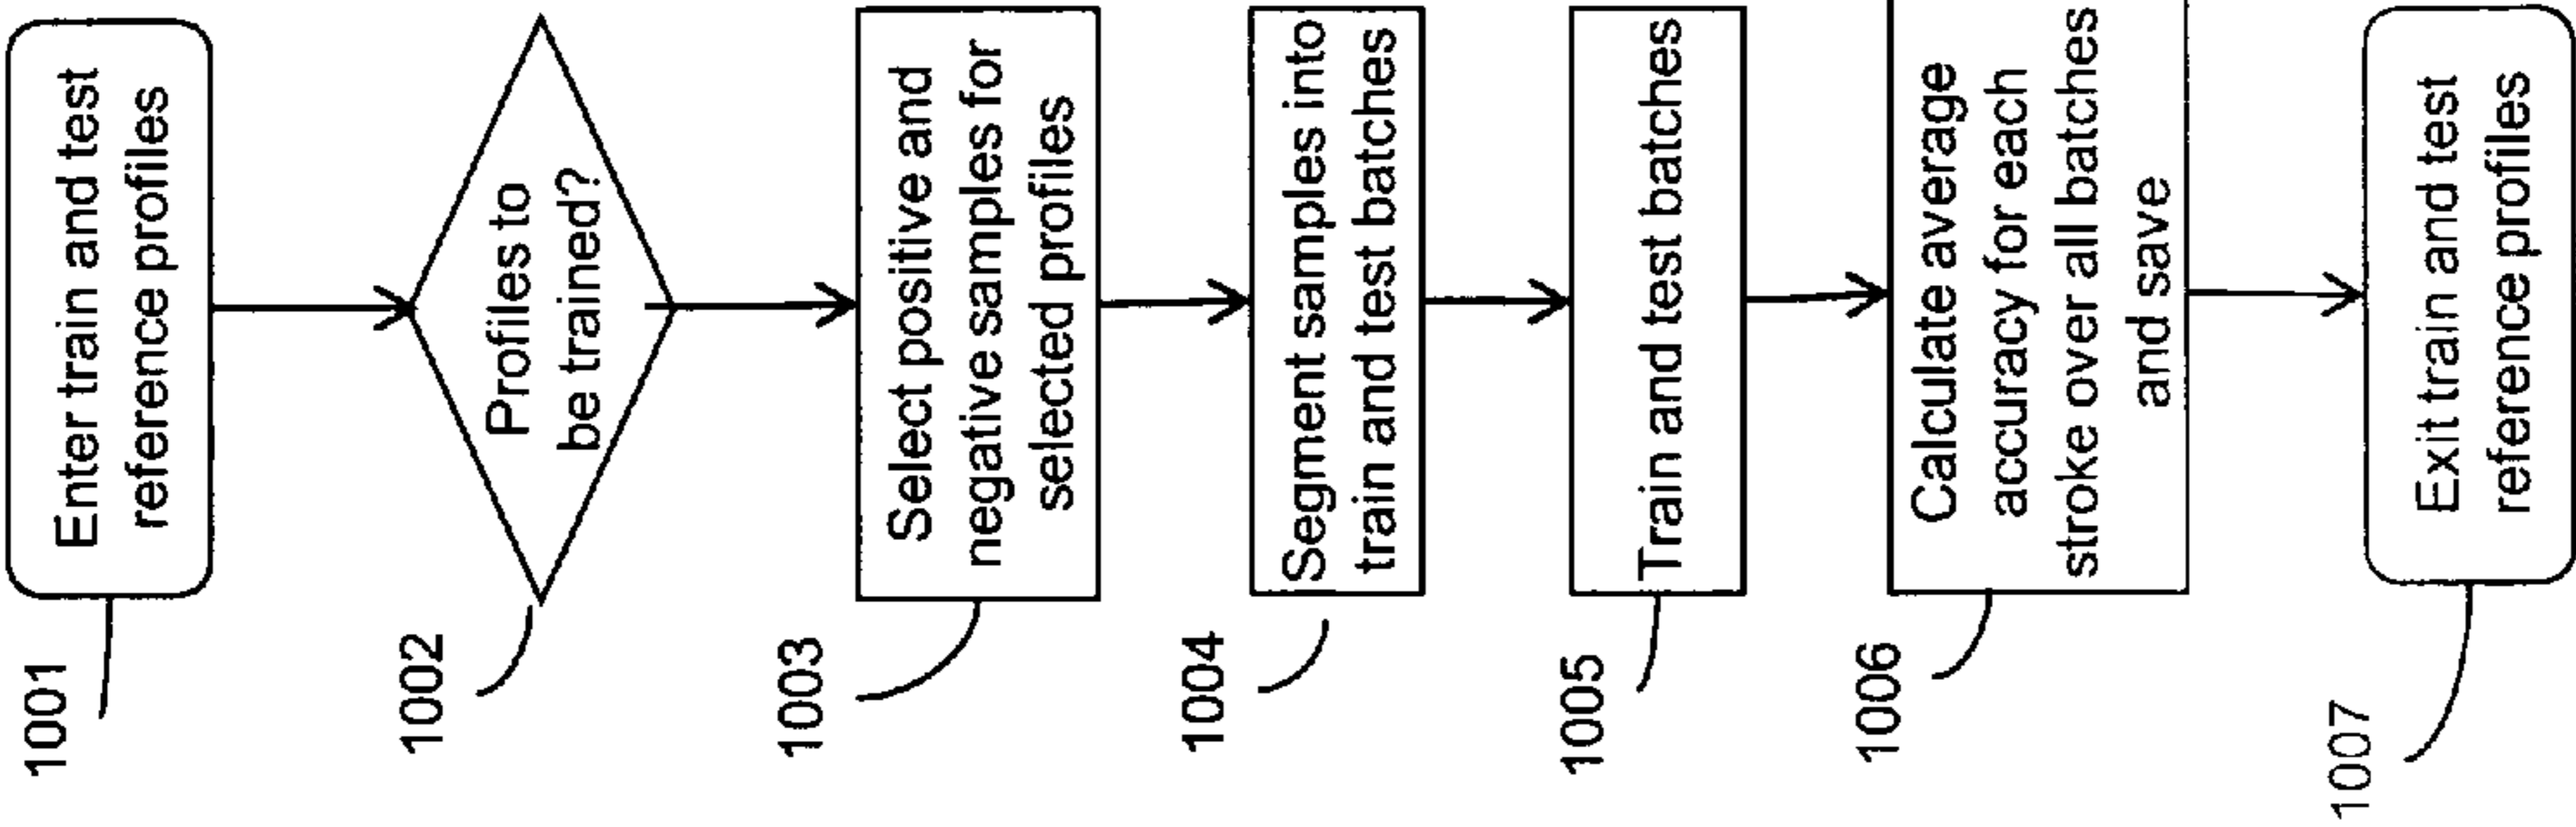 1001
Enter train and test
reference profiles
1002
Profiles to
be trained?
1003
Select positive and
negative samples for
selected profiles
1004
Segment samples into
train and test batches
1005
Train and test batches
1006
Calculate average
accuracy for each
stroke over all batches
and save
1007
Exit train and test
reference profiles